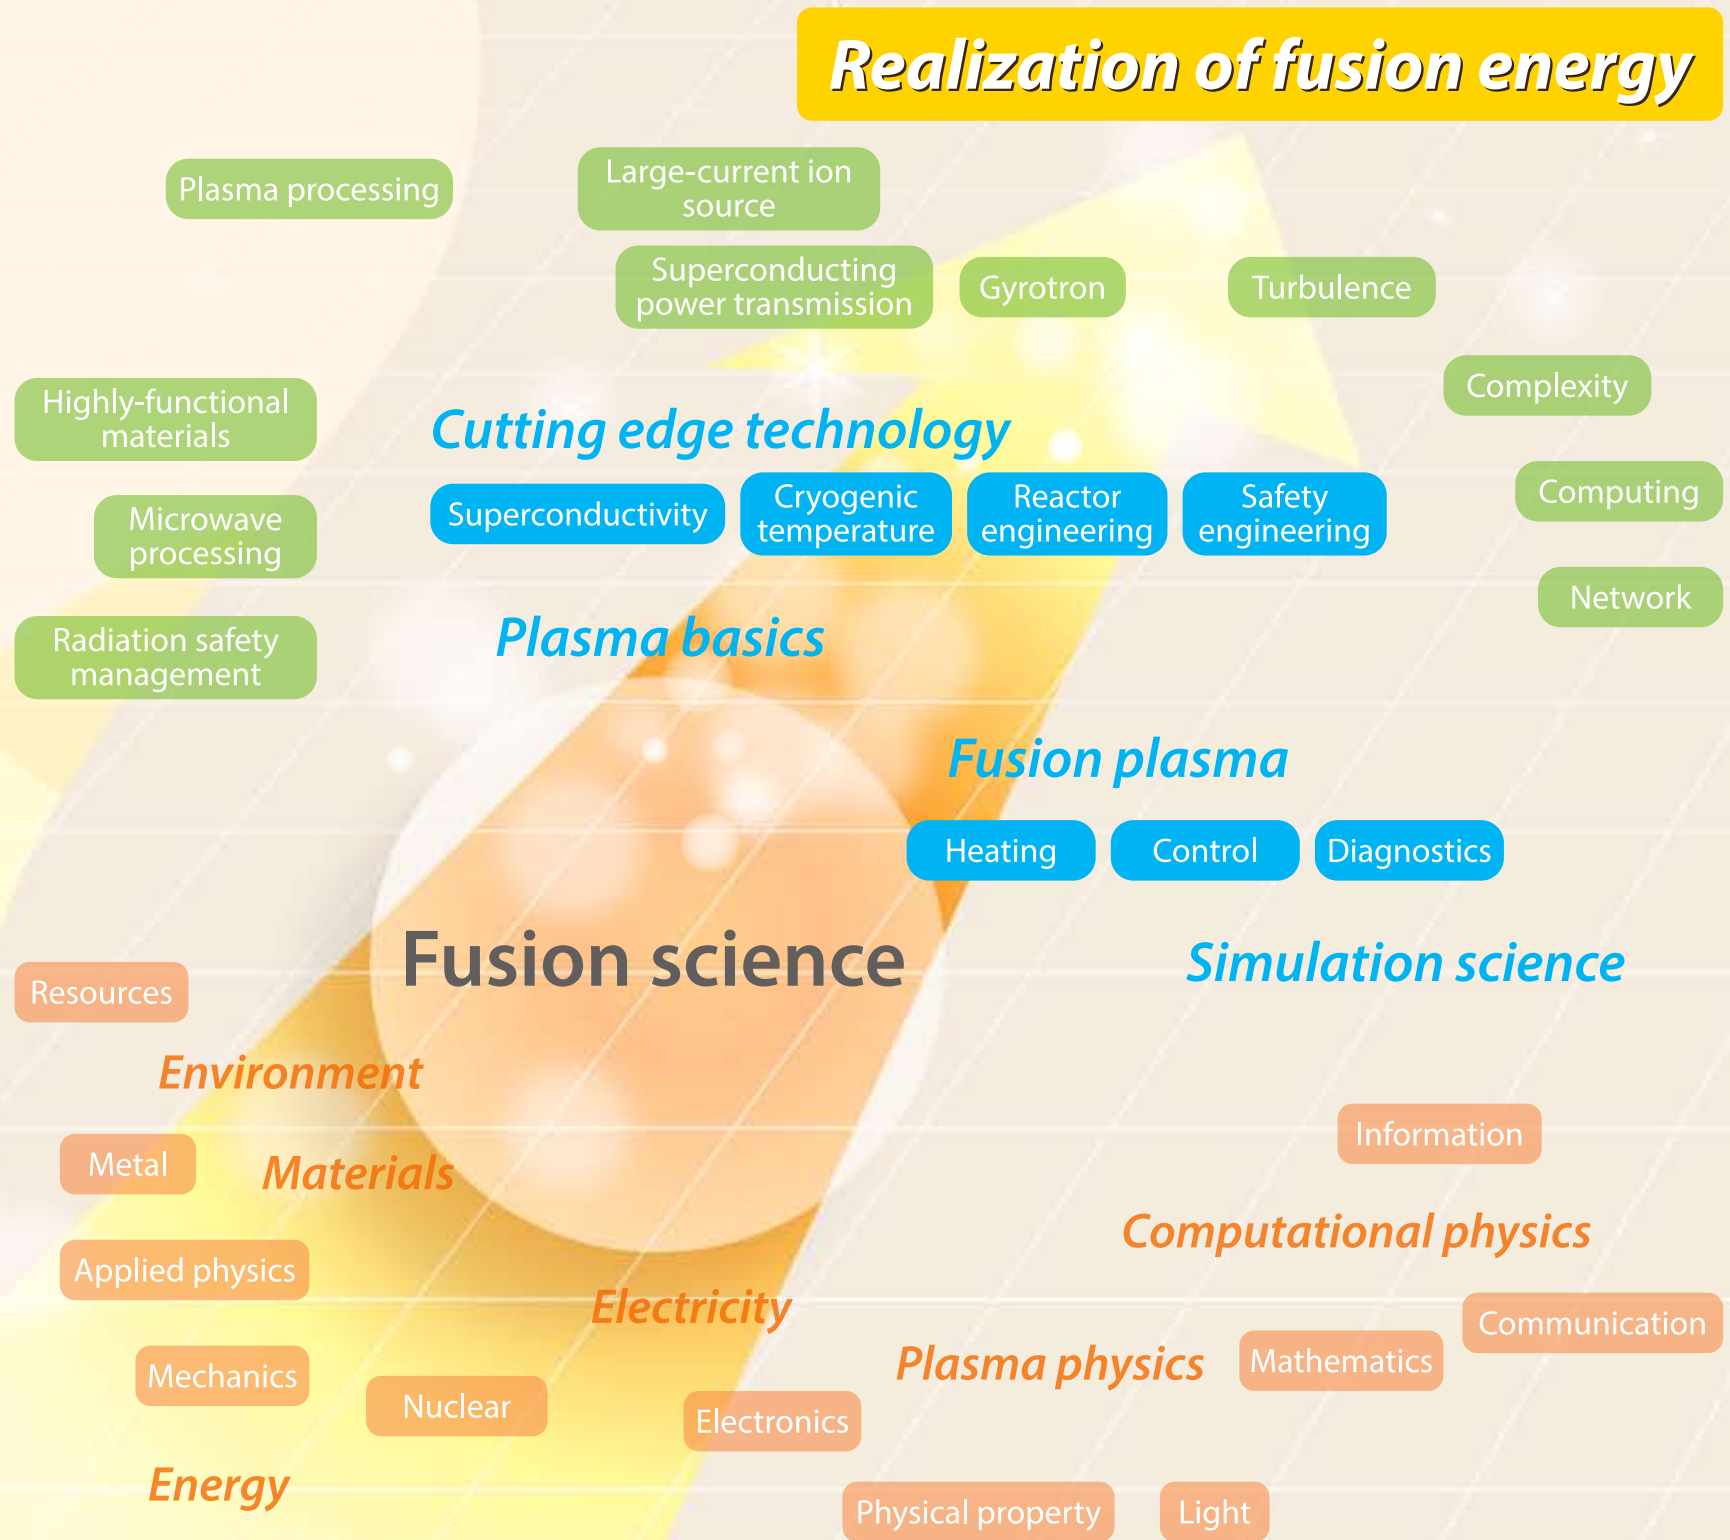 Realization of fusion energy
Plasma processing
Large-current ion
source
Superconducting
power transmission
Gyrotron
Turbulence
Complexity
Highly-functional
materials
Cutting edge technology
Superconductivity
Cryogenic
temperature
Reactor
engineering
Safety
engineering
Computing
Microwave
processing
Network
Radiation safety
management
Plasma basics
Fusion plasma
Heating
Control
Diagnostics
Fusion science
Simulation science
Resources
Environment
Metal
Materials
Information
Computational physics
Applied physics
Electricity
Communication
Plasma physics
Mathematics
Mechanics
Nuclear
Electronics
Energy
Physical property
Light